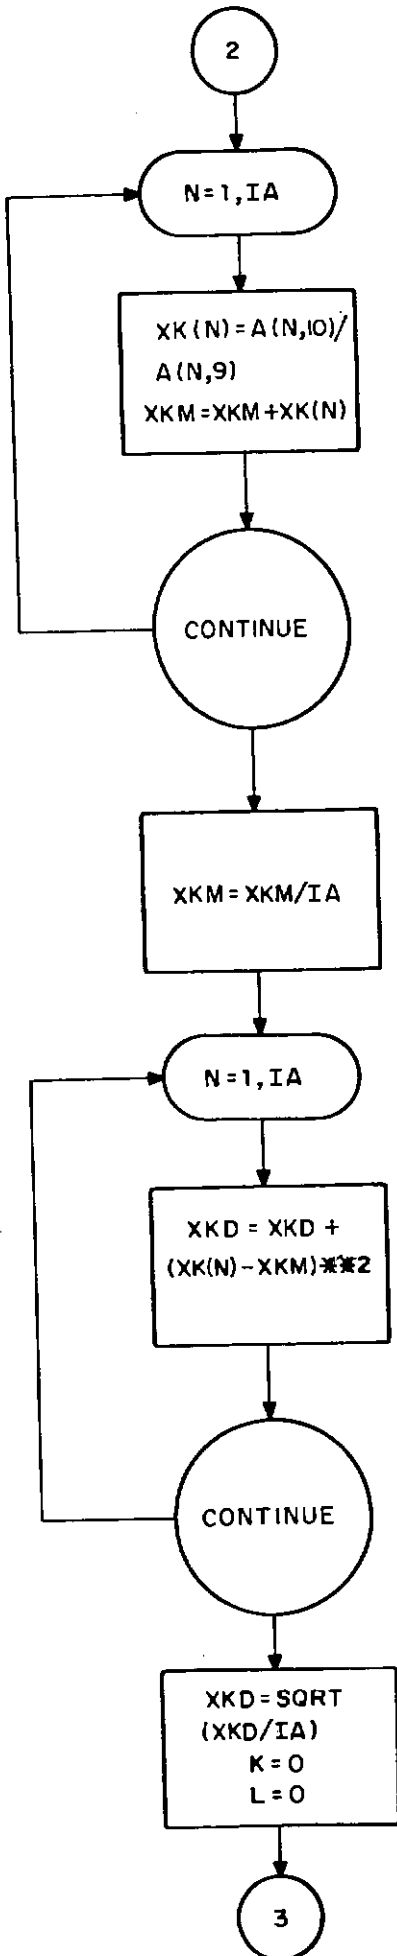 2
N=1,IA
XK(N)=A(N,10)/
A(N,9)
XKM=XKM+XK(N)
CONTINUE
XKM=XKM/IA
N=1,IA
XKD = XKD +
(XK(N)-XKM)**2
CONTINUE
XKD=SQRT
(XKD/IA)
K=0
L=0
3